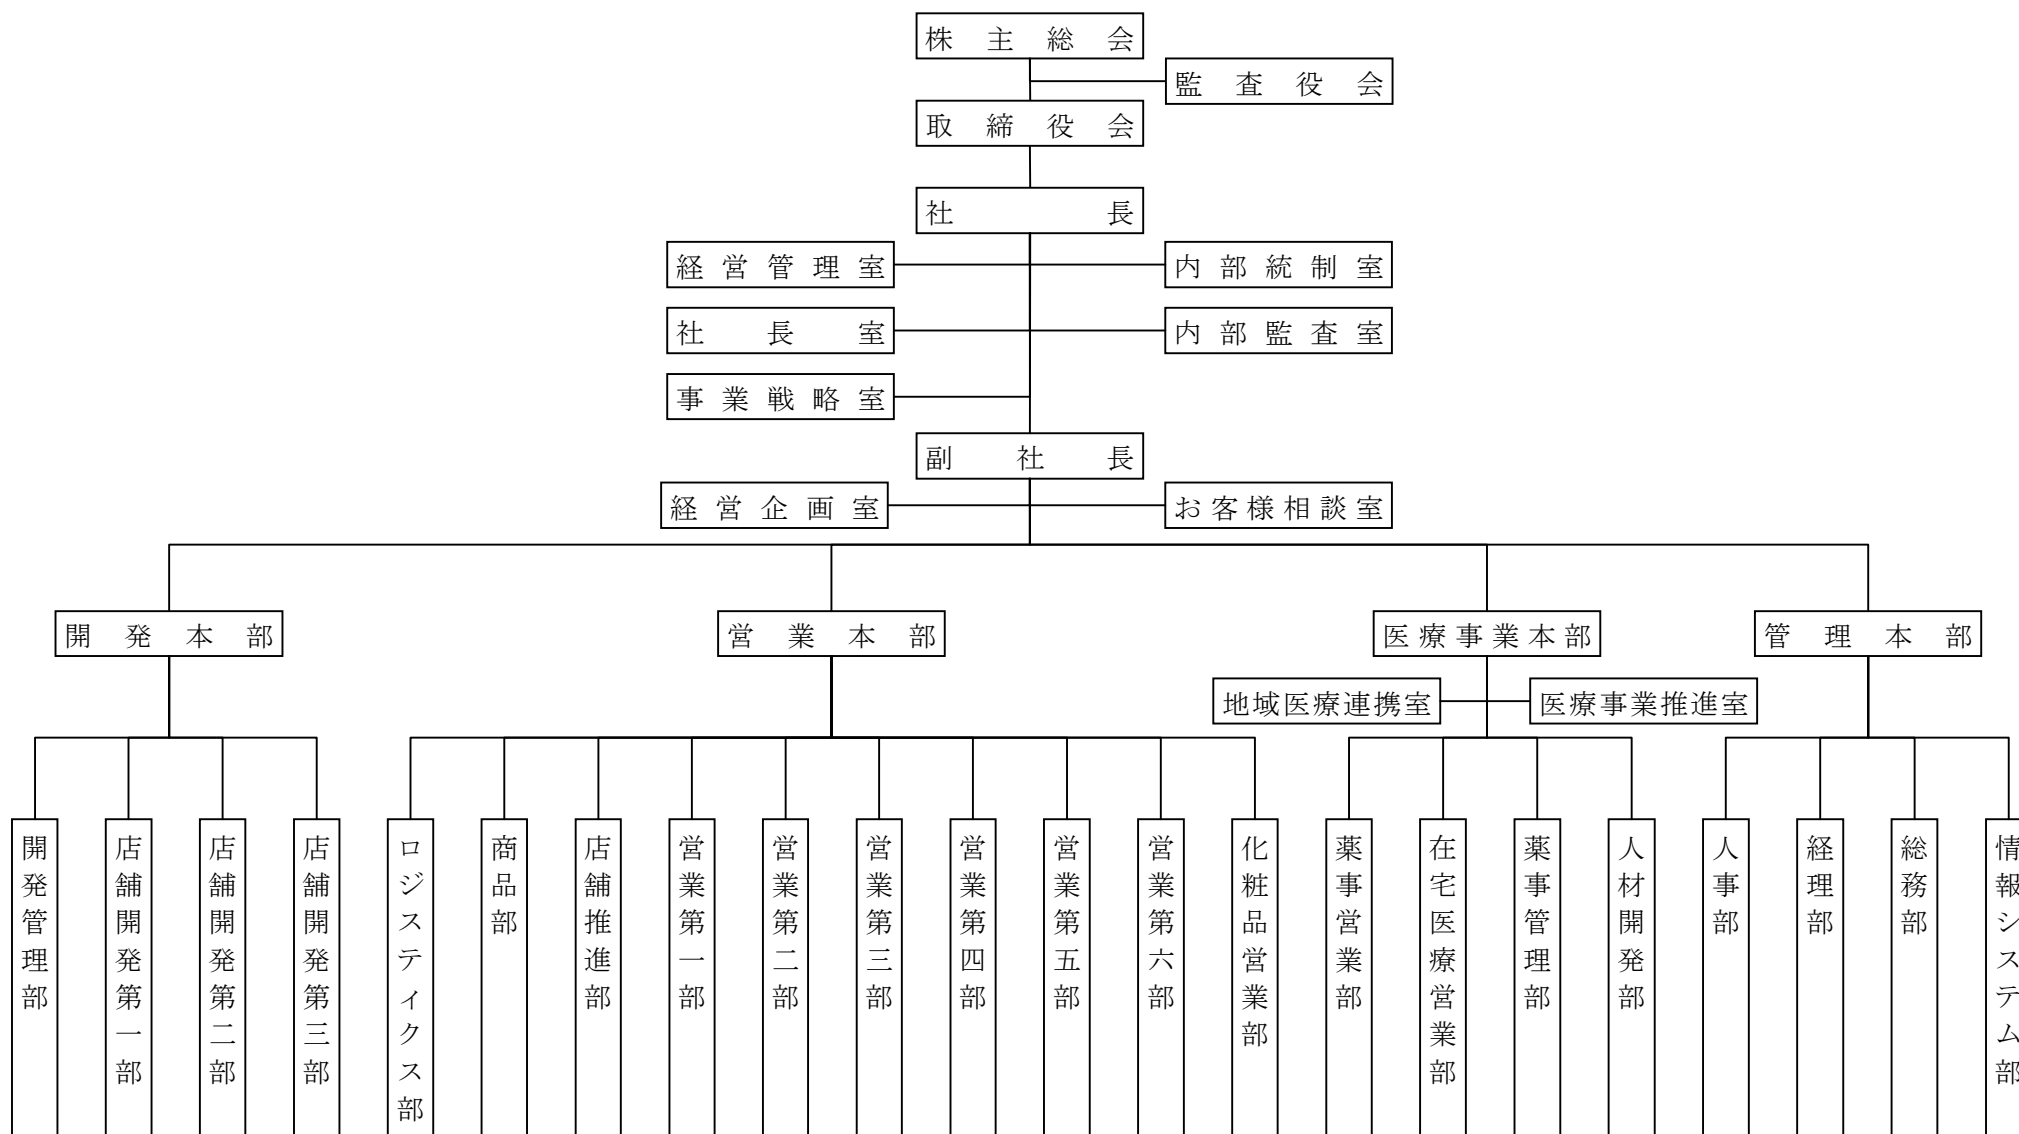 株主総会
監査役会
取締役会
社長
経営管理室
内部統制室
社長室
内部監査室
事業戦略室
副社長
経営企画室
お客様相談室
開発本部
営業本部
医療事業本部
管理本部
地域医療連携室
医療事業推進室
開発管理部
店舗開発第一部
店舗開発第二部
店舗開発第三部
ロジスティクス部
商品部
店舗推進部
営業第一部
営業第二部
営業第三部
営業第四部
営業第五部
営業第六部
化粧品営業部
薬事営業部
在宅医療営業部
薬事管理部
人材開発部
人事部
経理部
総務部
情報システム部